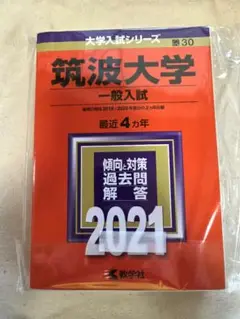 大学入試シリーズ
30
筑波大学
一般入試
最近4カ年
傾向と対策
過去問
解答
2021
教学社